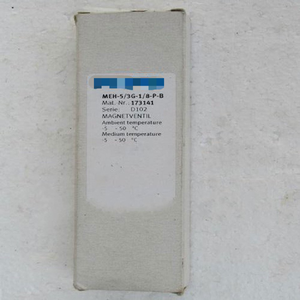 MEH-5/3G-1/8-P-B
Mat. Nr.:173141
Serie: D102
MAGNETVENTIL
Ambient temperature
-5 - 50 °C
Medium temperature
-5 - 50 °C